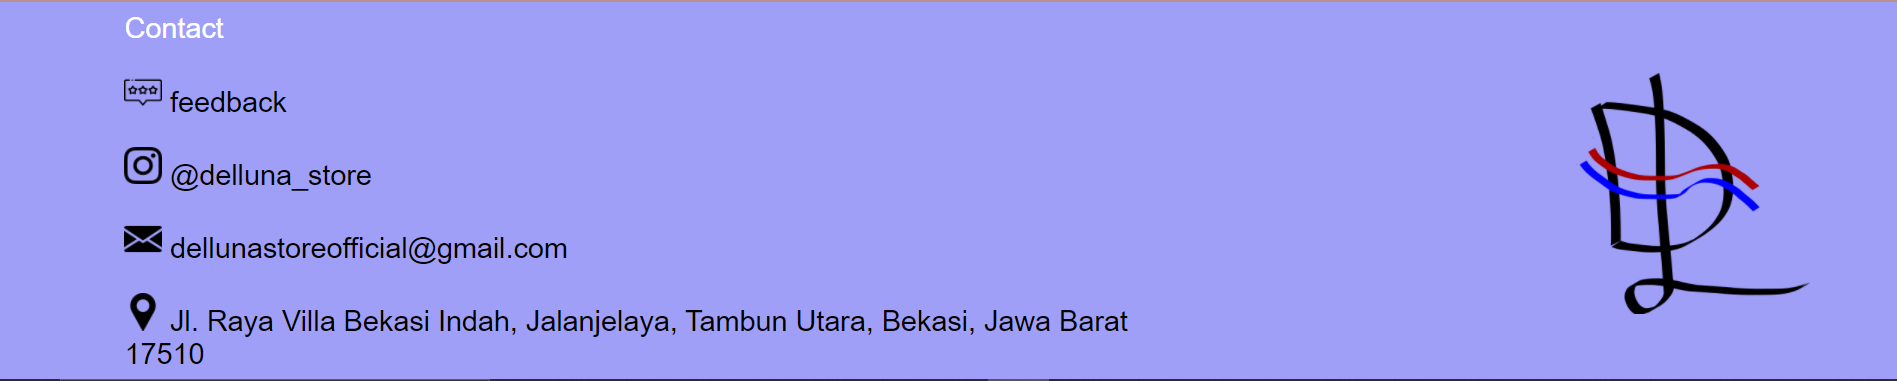 Contact
feedback
@delluna_store
dellunastoreofficial@gmail.com
Jl. Raya Villa Bekasi Indah, Jalanjelaya, Tambun Utara, Bekasi, Jawa Barat
17510